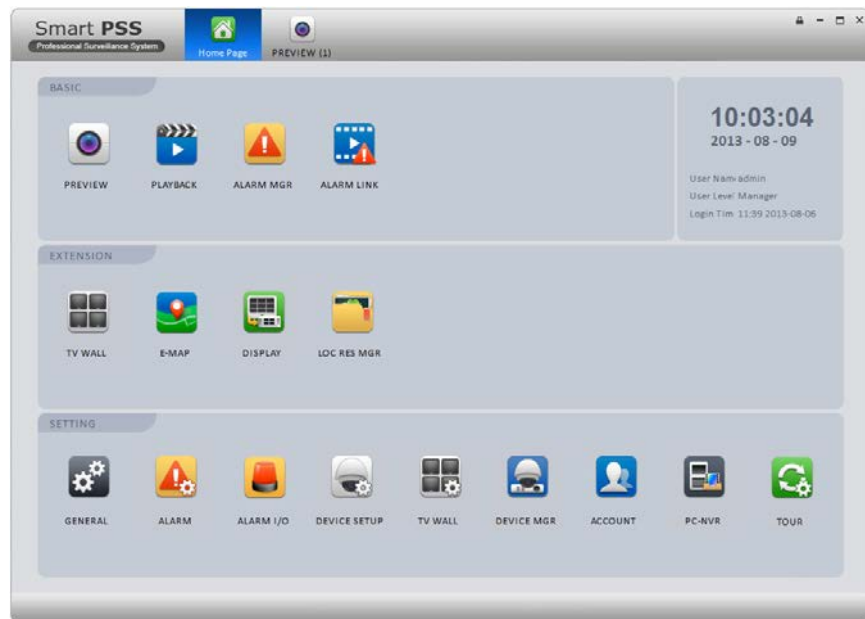 Smart PSS
Professional Surveillance System
Home Page
PREVIEW (1)
BASIC
PREVIEW
PLAYBACK
ALARM MGR
ALARM LINK
10:03:04
2013 - 08 - 09
User Nam admin
User Level Manager
Login Tim 11:39 2013-08-06
EXTENSION
TV WALL
E-MAP
DISPLAY
LOC RES MGR
SETTING
GENERAL
ALARM
ALARM I/O
DEVICE SETUP
TV WALL
DEVICE MGR
ACCOUNT
PC-NVR
TOUR